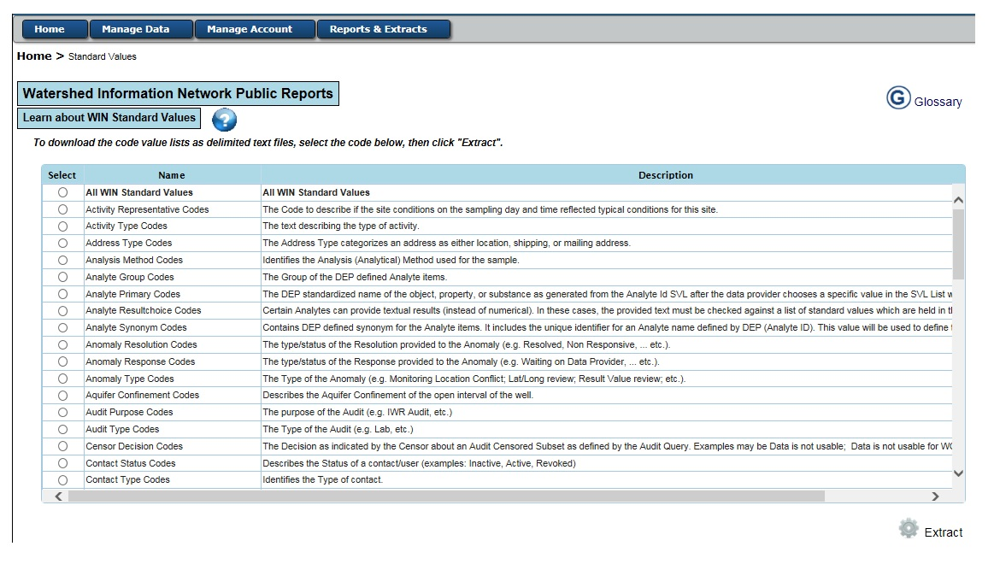 Home Manage Data Manage Account Reports & Extracts
Home > Standard Values
Watershed Information Network Public Reports
G Glossary
Learn about WIN Standard Values ?
To download the code value lists as delimited text files, select the code below, then click "Extract".
Select Name Description
All WIN Standard Values All WIN Standard Values
Activity Representative Codes The Code to describe if the site conditions on the sampling day and time reflected typical conditions for this site.
Activity Type Codes The text describing the type of activity.
Address Type Codes The Address Type categorizes an address as either location, shipping, or mailing address.
Analysis Method Codes Identifies the Analysis (Analytical) Method used for the sample.
Analyte Group Codes The Group of the DEP defined Analyte items.
Analyte Primary Codes The DEP standardized name of the object, property, or substance as generated from the Analyte Id SVL after the data provider chooses a specific value in the SVL List
Analyte Resultchoice Codes Certain Analytes can provide textual results (instead of numerical). In these cases, the provided text must be checked against a list of standard values which are held in
Analyte Synonym Codes Contains DEP defined synonym for the Analyte items. It includes the unique identifier for an Analyte name defined by DEP (Analyte ID). This value will be used to define
Anomaly Resolution Codes The type/status of the Resolution provided to the Anomaly (e.g. Resolved, Non Responsive, ... etc.).
Anomaly Response Codes The type/status of the Response provided to the Anomaly (e.g. Waiting on Data Provider, ... etc.).
Anomaly Type Codes The Type of the Anomaly (e.g. Monitoring Location Conflict; Lat/Long review; Result Value review; etc.).
Aquifer Confinement Codes Describes the Aquifer Confinement of the open interval of the well.
Audit Purpose Codes The purpose of the Audit (e.g. IWR Audit, etc.)
Audit Type Codes The Type of the Audit (e.g. Lab, etc.)
Censor Decision Codes The Decision as indicated by the Censor about an Audit Censored Subset as defined by the Audit Query. Examples may be Data is not usable; Data is not usable for
Contact Status Codes Describes the Status of a contact/user (examples: Inactive, Active, Revoked)
Contact Type Codes Identifies the Type of contact.
Extract